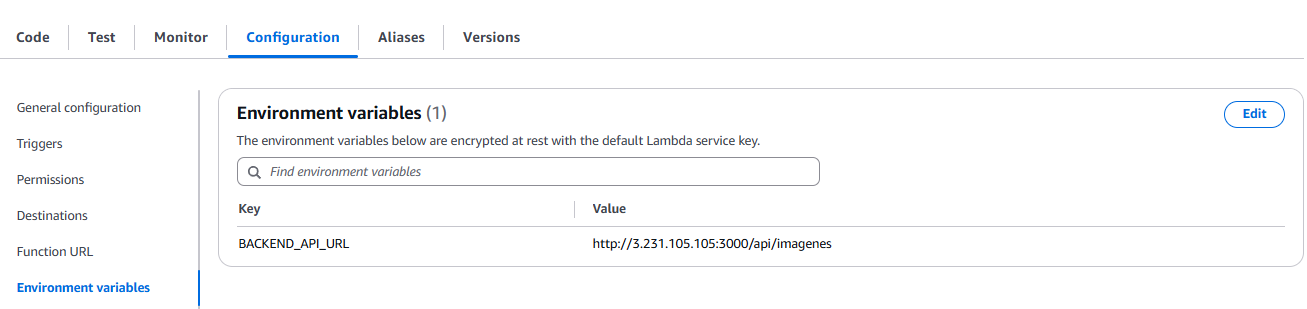 Code Test Monitor Configuration Aliases Versions
General configuration
Triggers
Permissions
Destinations
Function URL
Environment variables
Environment variables (1)
Edit
The environment variables below are encrypted at rest with the default Lambda service key.
Find environment variables
Key Value
BACKEND_API_URL http://3.231.105.105:3000/api/imagenes